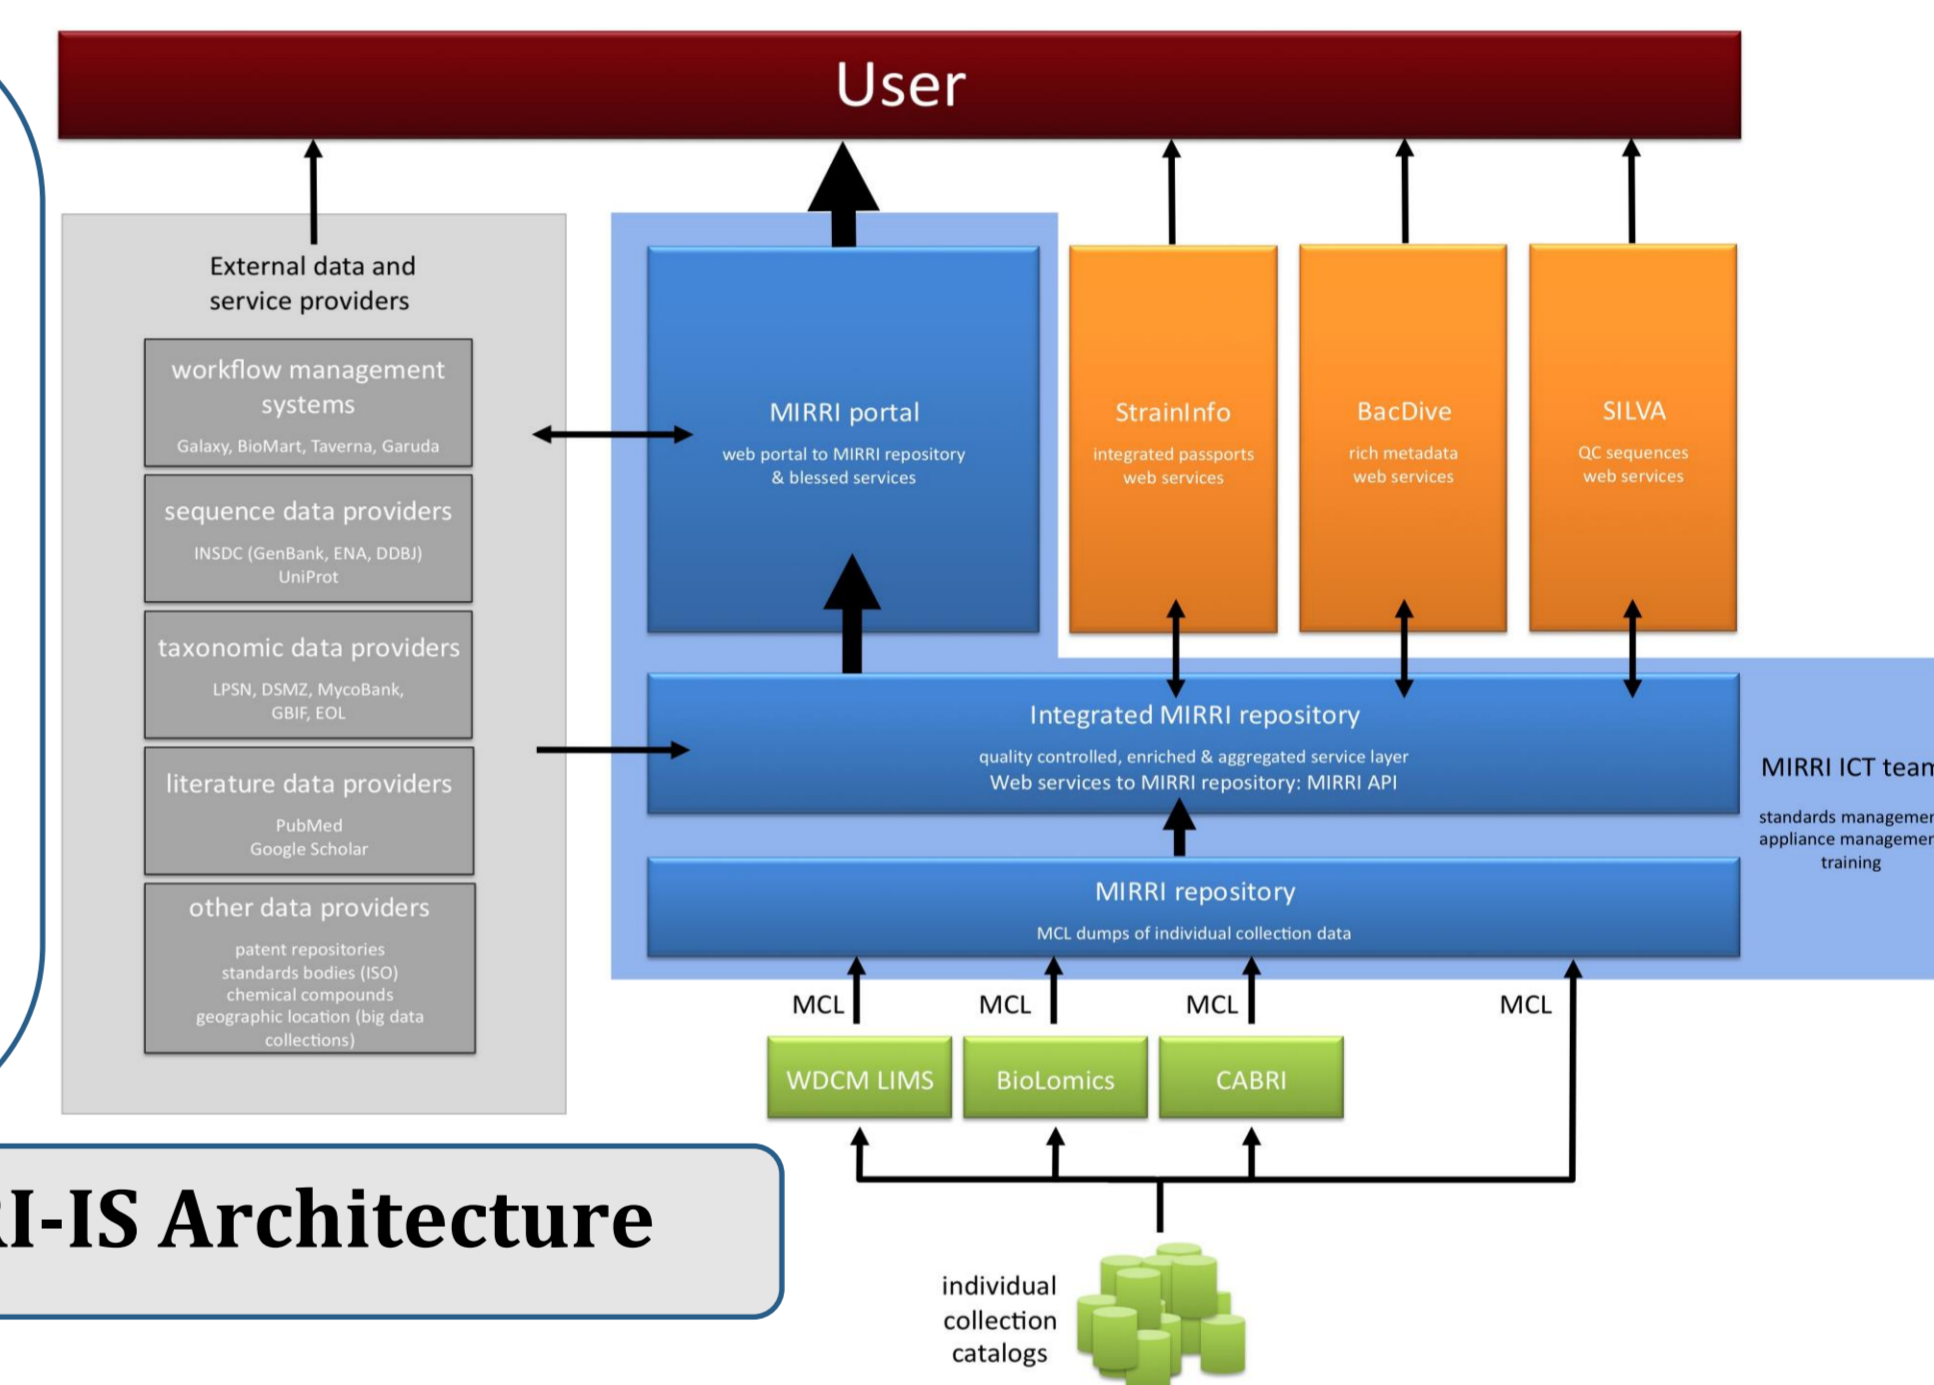 User
External data and
service providers
workflow management
systems
Galaxy, BioMart, Taverna, Garuda
sequence data providers
INSDC (GenBank, ENA, DDBJ)
UniProt
taxonomic data providers
LPSN, DSMZ, MycoBank,
GBIF, EOL
literature data providers
PubMed
Google Scholar
other data providers
patent repositories
standards bodies (ISO)
chemical compounds
geographic location (big data
collections)
MIRRI portal
web portal to MIRRI repository
& blessed services
StrainInfo
integrated passports
web services
BacDive
rich metadata
web services
SILVA
QC sequences
web services
Integrated MIRRI repository
quality controlled, enriched & aggregated service layer
Web services to MIRRI repository: MIRRI API
MIRRI ICT team
standards
appliance
training
MIRRI repository
MCL dumps of individual collection data
MCL
MCL
MCL
MCL
WDCM LIMS
BioLomics
CABRI
I-IS Architecture
individual
collection
catalogs